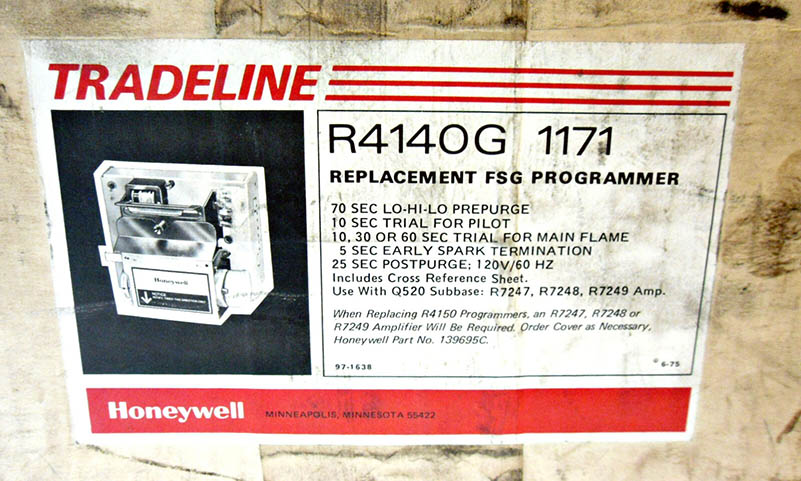 TRADELINE
R4140G 1171
REPLACEMENT FSG PROGRAMMER
70 SEC LO-HI-LO PREPURGE
10 SEC TRIAL FOR PILOT
10, 30 OR 60 SEC TRIAL FOR MAIN FLAME
5 SEC EARLY SPARK TERMINATION
25 SEC POSTPURGE; 120V/60 HZ
Includes Cross Reference Sheet.
Use With Q520 Subbase: R7247, R7248, R7249 Amp.
When Replacing R4150 Programmers, an R7247, R7248 or
R7249 Amplifier Will Be Required. Order Cover as Necessary,
Honeywell Part No. 139695C.
97-1638
© 6-75
Honeywell
NOTICE
Honeywell MINNEAPOLIS, MINNESOTA 55422